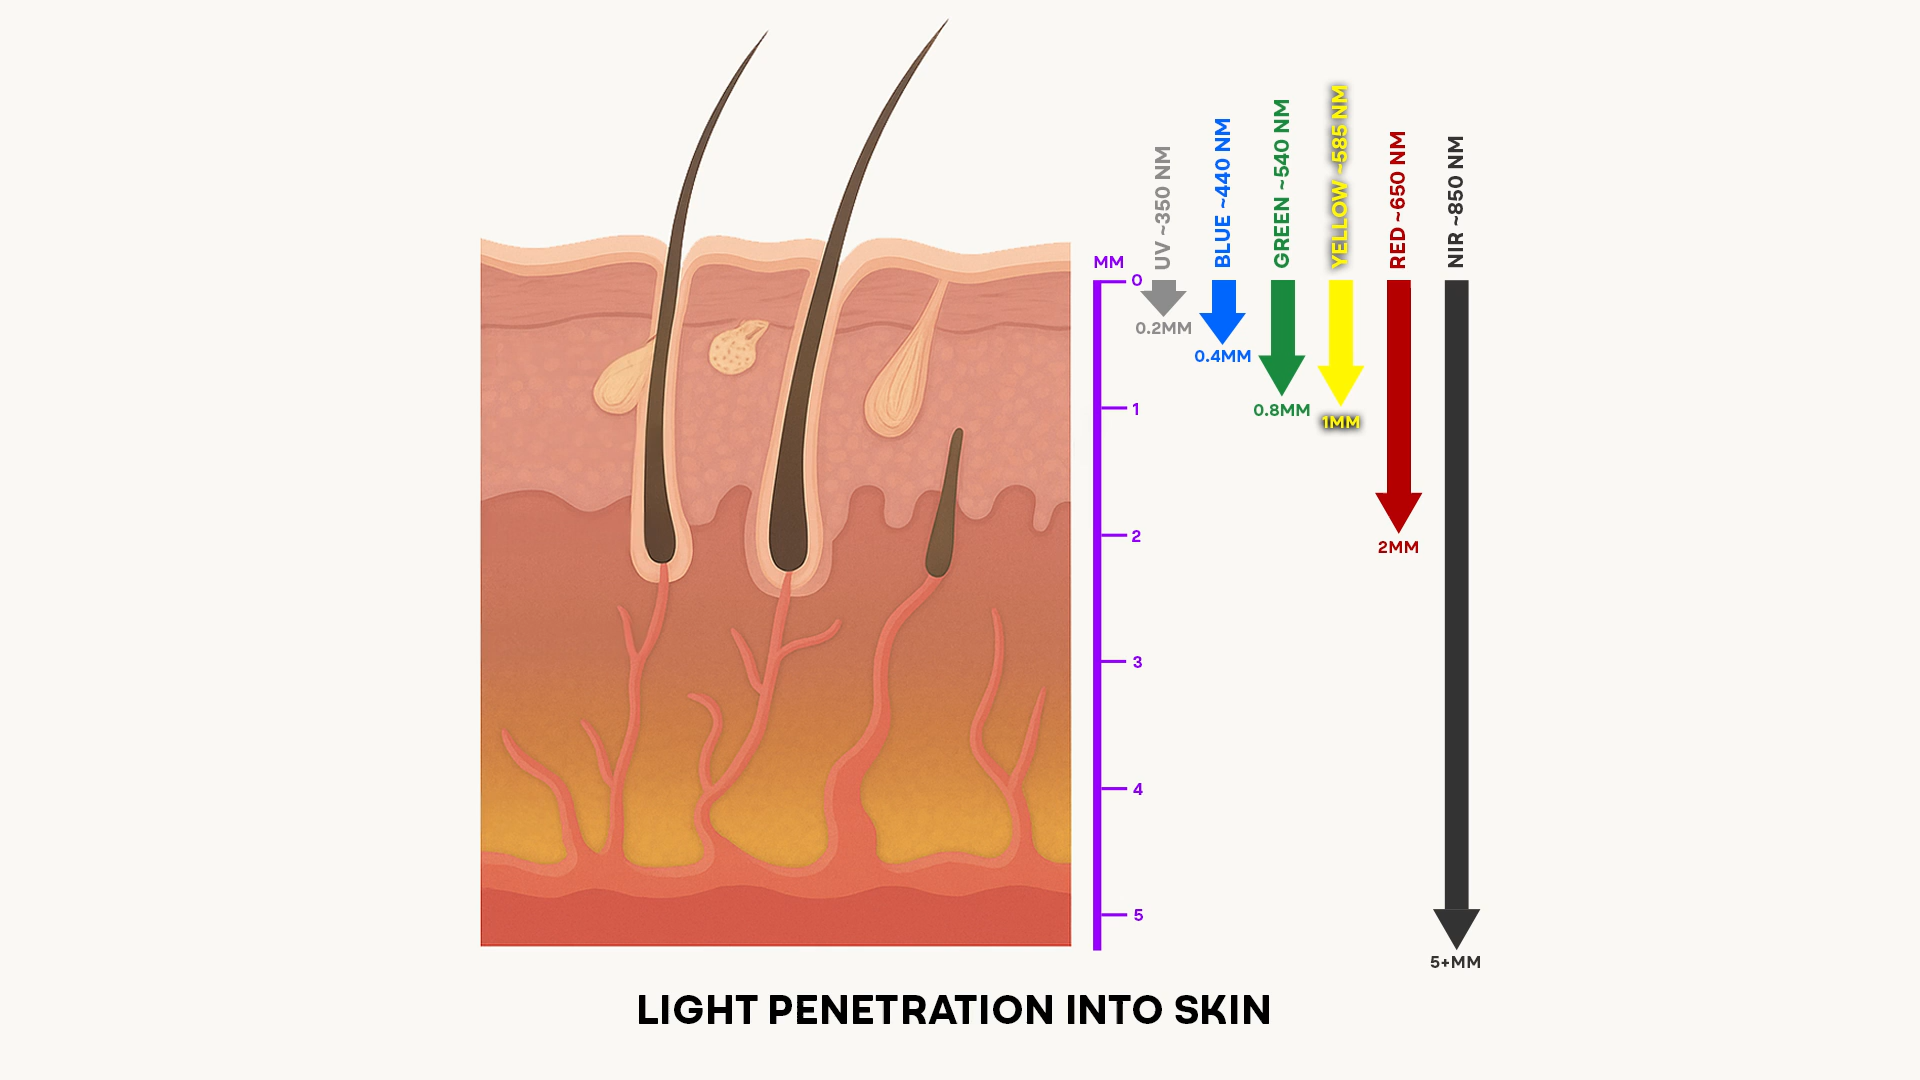 UV ~350 NM
BLUE ~440 NM
GREEN ~540 NM
YELLOW ~585 NM
RED ~650 NM
NIR ~850 NM
MM
0
1
2
3
4
5
0.2MM
0.4MM
0.8MM
1MM
2MM
5+MM
LIGHT PENETRATION INTO SKIN